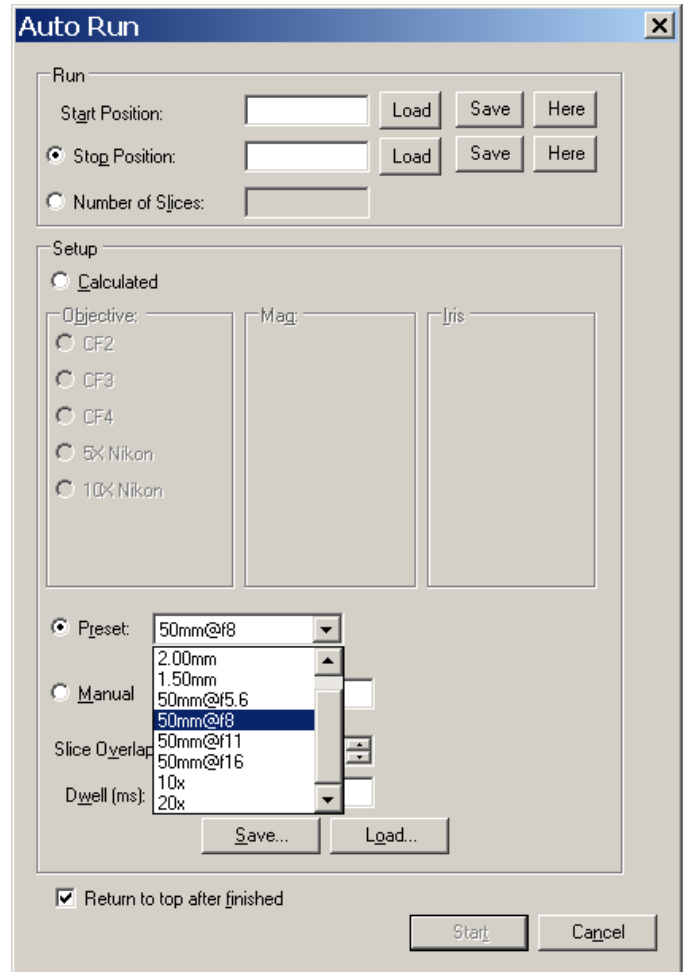 Auto Run
Run
Start Position: Load Save Here
Stop Position: Load Save Here
Number of Slices:
Setup
Calculated
Objective: Mag: Iris
CF2
CF3
CF4
5X Nikon
10X Nikon
Preset: 50mm@f8
2.00mm
1.50mm
Manual 50mm@f5.6
50mm@f8
Slice Overlap 50mm@f11
50mm@f16
Dwell (ms): 10x
20x
Save... Load...
Return to top after finished
Start Cancel